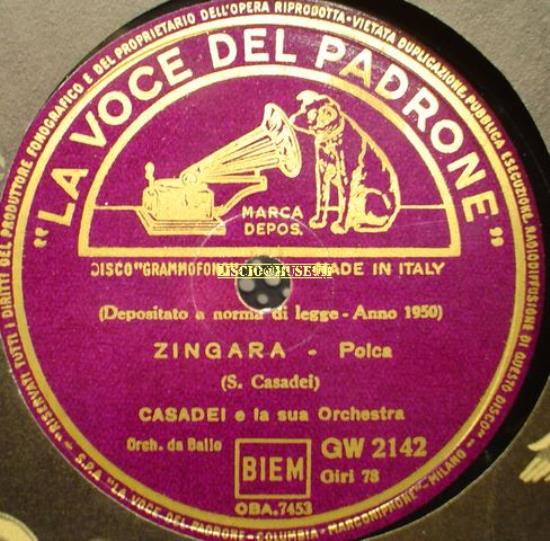 "RISERVATI TUTTI I DIRITTI DEL PRODUTTORE FONOGRAFICO E DEL PROPRIETARIO DELL'OPERA RIPRODOTTA - VIETATA DUPLICAZIONE, PUBBLICA ESECUZIONE, RADIODIFFUSIONE DI QUESTO DISCO"
"LA VOCE DEL PADRONE"
MARCA
DEPOS.
DISCO "GRAMMOFONO" MADE IN ITALY
LISCIO@MUSEUM
(Depositato a norma di legge - Anno 1950)
ZINGARA - Polca
(S. Casadei)
CASADEI e la sua Orchestra
Orch. da Ballo
BIEM
GW 2142
Giri 78
OBA.7453
- S.P.A. "LA VOCE DEL PADRONE - COLUMBIA - MARCONIPHONE" - MILANO -